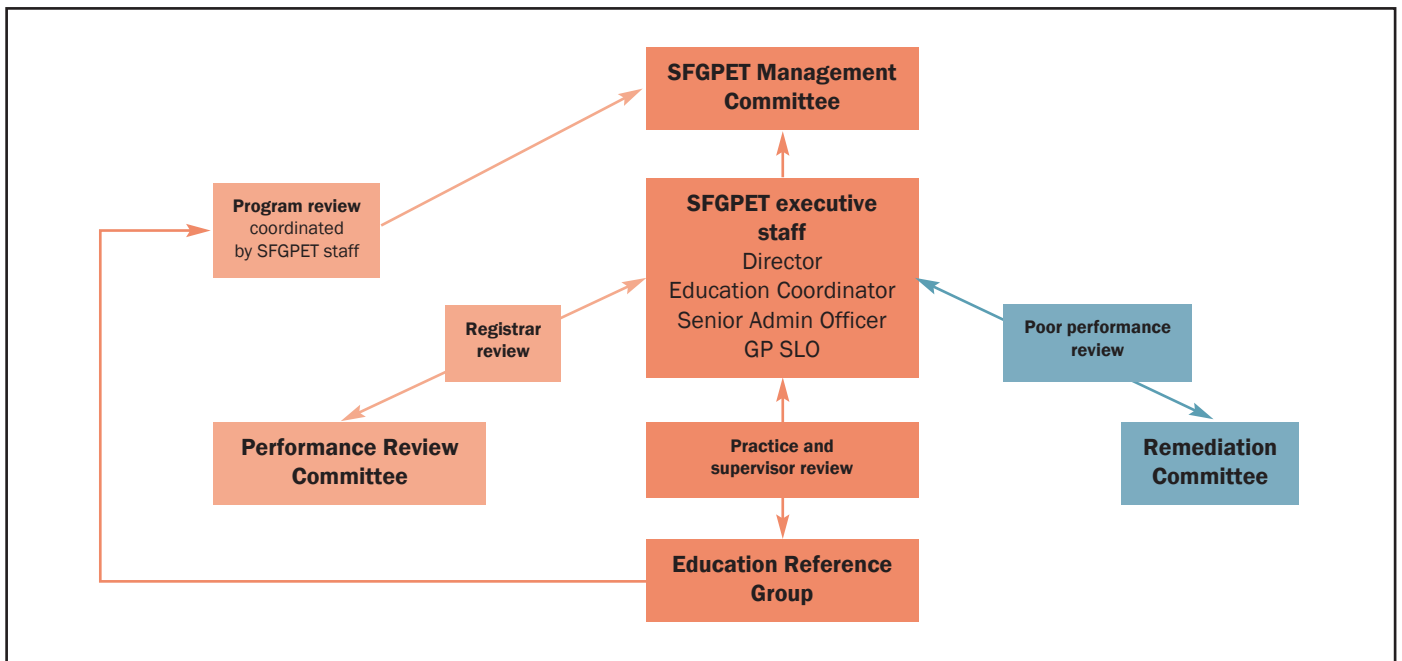 SFGPET Management
Committee
Program review
coordinated
by SFGPET staff
SFGPET executive
staff
Director
Education Coordinator
Senior Admin Officer
GP SLO
Registrar
review
Poor performance
review
Performance Review
Committee
Practice and
supervisor review
Remediation
Committee
Education Reference
Group